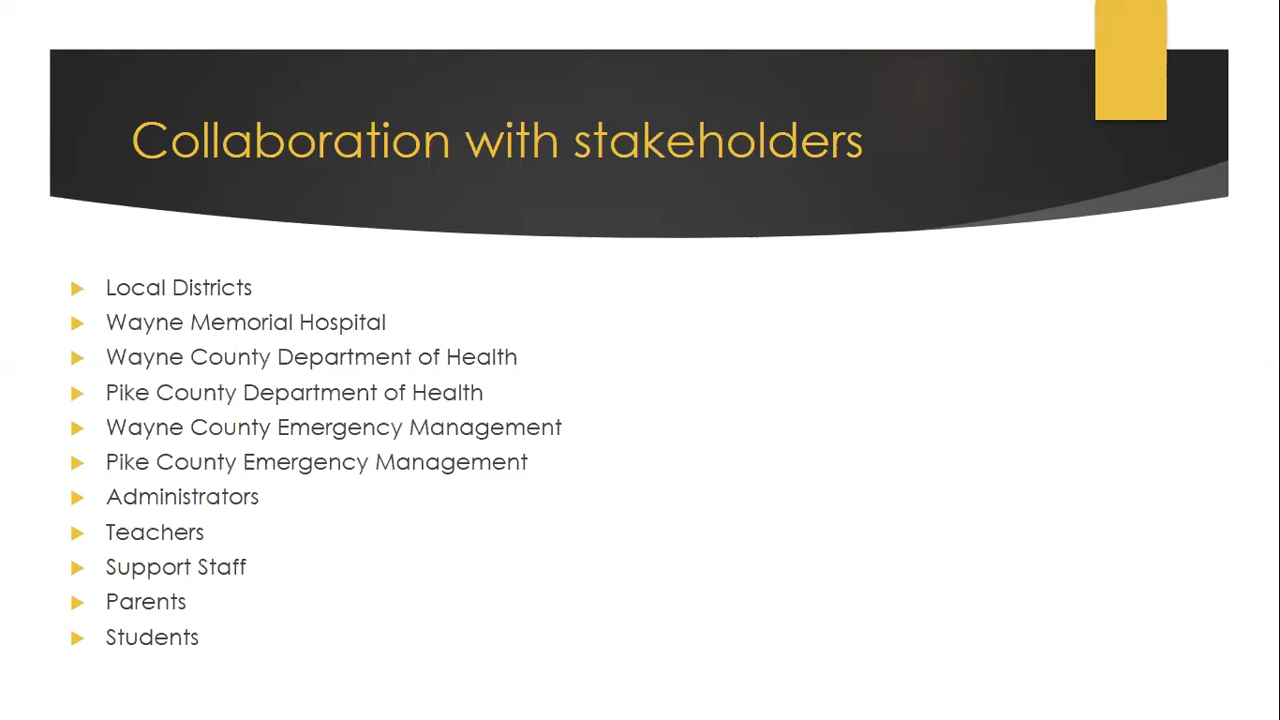 Collaboration with stakeholders
Local Districts
Wayne Memorial Hospital
Wayne County Department of Health
Pike County Department of Health
Wayne County Emergency Management
Pike County Emergency Management
Administrators
Teachers
Support Staff
Parents
Students